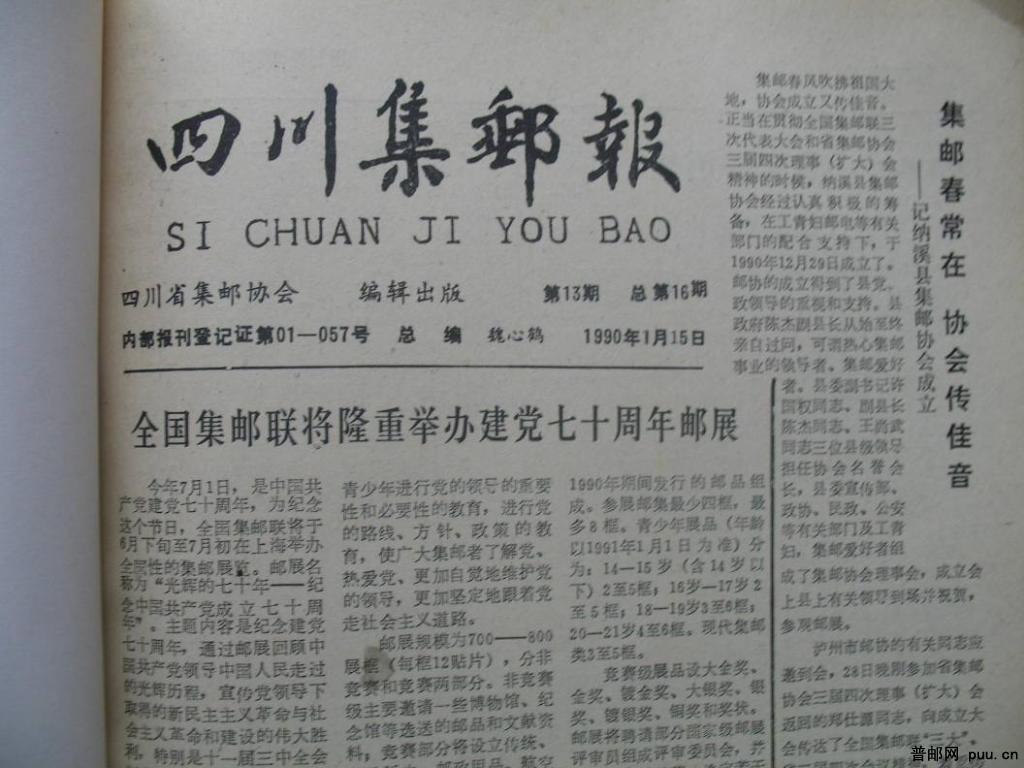 四川集郵報
SI CHUAN JI YOU BAO
四川省集邮协会 编辑出版 第13期 总第16期
内部报刊登记证第01—057号 总 编 魏心鹤 1990年1月15日
全国集邮联将隆重举办建党七十周年邮展
今年7月1日，是中国共
产党建党七十周年，为纪念
这个节日，全国集邮联将于
6月下旬至7月初在上海举办
全国性的集邮展览。邮展名
称为“光辉的七十年——纪
念中国共产党成立七十周
年”。主题内容是纪念建党
七十周年，通过邮展回顾中
国共产党领导中国人民走过
的光辉历程，宣传党领导下
取得的新民主主义革命与社
会主义革命和建设的伟大胜
利，特别是十一届三中全会
青少年进行党的领导的重要
性和必要性的教育，进行党
的路线、方针、政策的教
育，使广大集邮者了解党、
热爱党、更加自觉地维护党
的领导，更加坚定地跟着党
走社会主义道路。
邮展规模为700——800
展框（每框12贴片），分非
竞赛和竞赛两部分。非竞赛
级主要邀请一些博物馆、纪
念馆等选送的邮品和文献资
料；竞赛部分将设立传统、
1990年期间发行的邮品组
成。参展邮集最少四框，最
多8框。青少年展品（年龄
以1991年1月1日为准）分
为：14—15岁（含14岁以
下）2至5框；16岁—17岁2
至5框；18—19岁3至6框；
20—21岁4至6框。现代集邮
类3至5框。
竞赛级展品设大金奖、
金奖、镀金奖、大银奖、银
奖、镀银奖、铜奖和奖状。
邮展将聘请部分国家级邮展
评审员组成评审委员会，并
集邮春常在 协会传佳音
——记纳溪县集邮协会成立
集邮春风吹拂祖国大
地，协会成立又传佳音。
正当在贯彻全国集邮联三
次代表大会和省集邮协会
三届四次理事（扩大）会
精神的时候，纳溪县集邮
协会经过认真积极的筹
备，在工青妇邮电等有关
部门的配合支持下，于
1990年12月29日成立了。
邮协的成立得到了县党、
政领导的重视和支持。县
政府陈杰副县长从始至终
亲自过问，可谓热心集邮
事业的领导者、集邮爱好
者。县委副书记许
国权同志、副县长
陈杰同志、王尚武
同志三位县级领导
担任协会名誉会
长，县委宣传部、
政协、民政、公安
等有关部门及工青
妇，集邮爱好者组
成了集邮协会理事会，成立会
上县上有关领导到场并祝贺，
参观邮展。
泸州市邮协的有关同志应
邀到会，28日晚刚参加省集邮
协会三届四次理事（扩大）会
返回的郑仕源同志，向成立大
会传达了全国集邮联“三大”、
普邮网 puu.cn